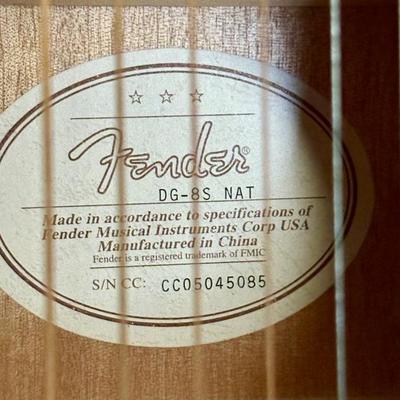 Fender®
DG-8S NAT
Made in accordance to specifications of
Fender Musical Instruments Corp USA
Manufactured in China
Fender is a registered trademark of FMIC
S/N CC: CC05045085